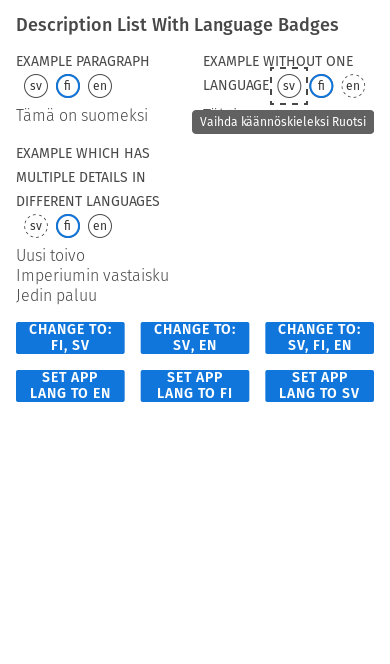 Description List With Language Badges
EXAMPLE PARAGRAPH
sv fi en
Tämä on suomeksi
EXAMPLE WITHOUT ONE
LANGUAGE sv fi en
Vaihda käännöskieleksi Ruotsi
EXAMPLE WHICH HAS
MULTIPLE DETAILS IN
DIFFERENT LANGUAGES
sv fi en
Uusi toivo
Imperiumin vastaisku
Jedin paluu
CHANGE TO:
FI, SV
CHANGE TO:
SV, EN
CHANGE TO:
SV, FI, EN
SET APP
LANG TO EN
SET APP
LANG TO FI
SET APP
LANG TO SV